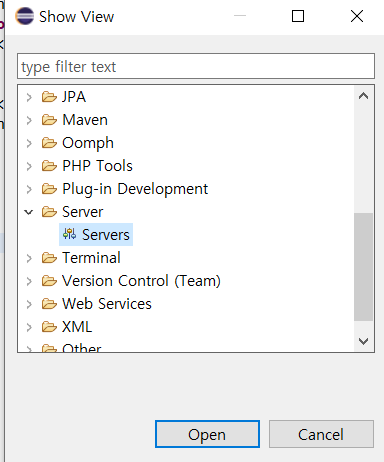 Show View
type filter text
JPA
Maven
Oomph
PHP Tools
Plug-in Development
Server
Servers
Terminal
Version Control (Team)
Web Services
XML
Other
Open
Cancel